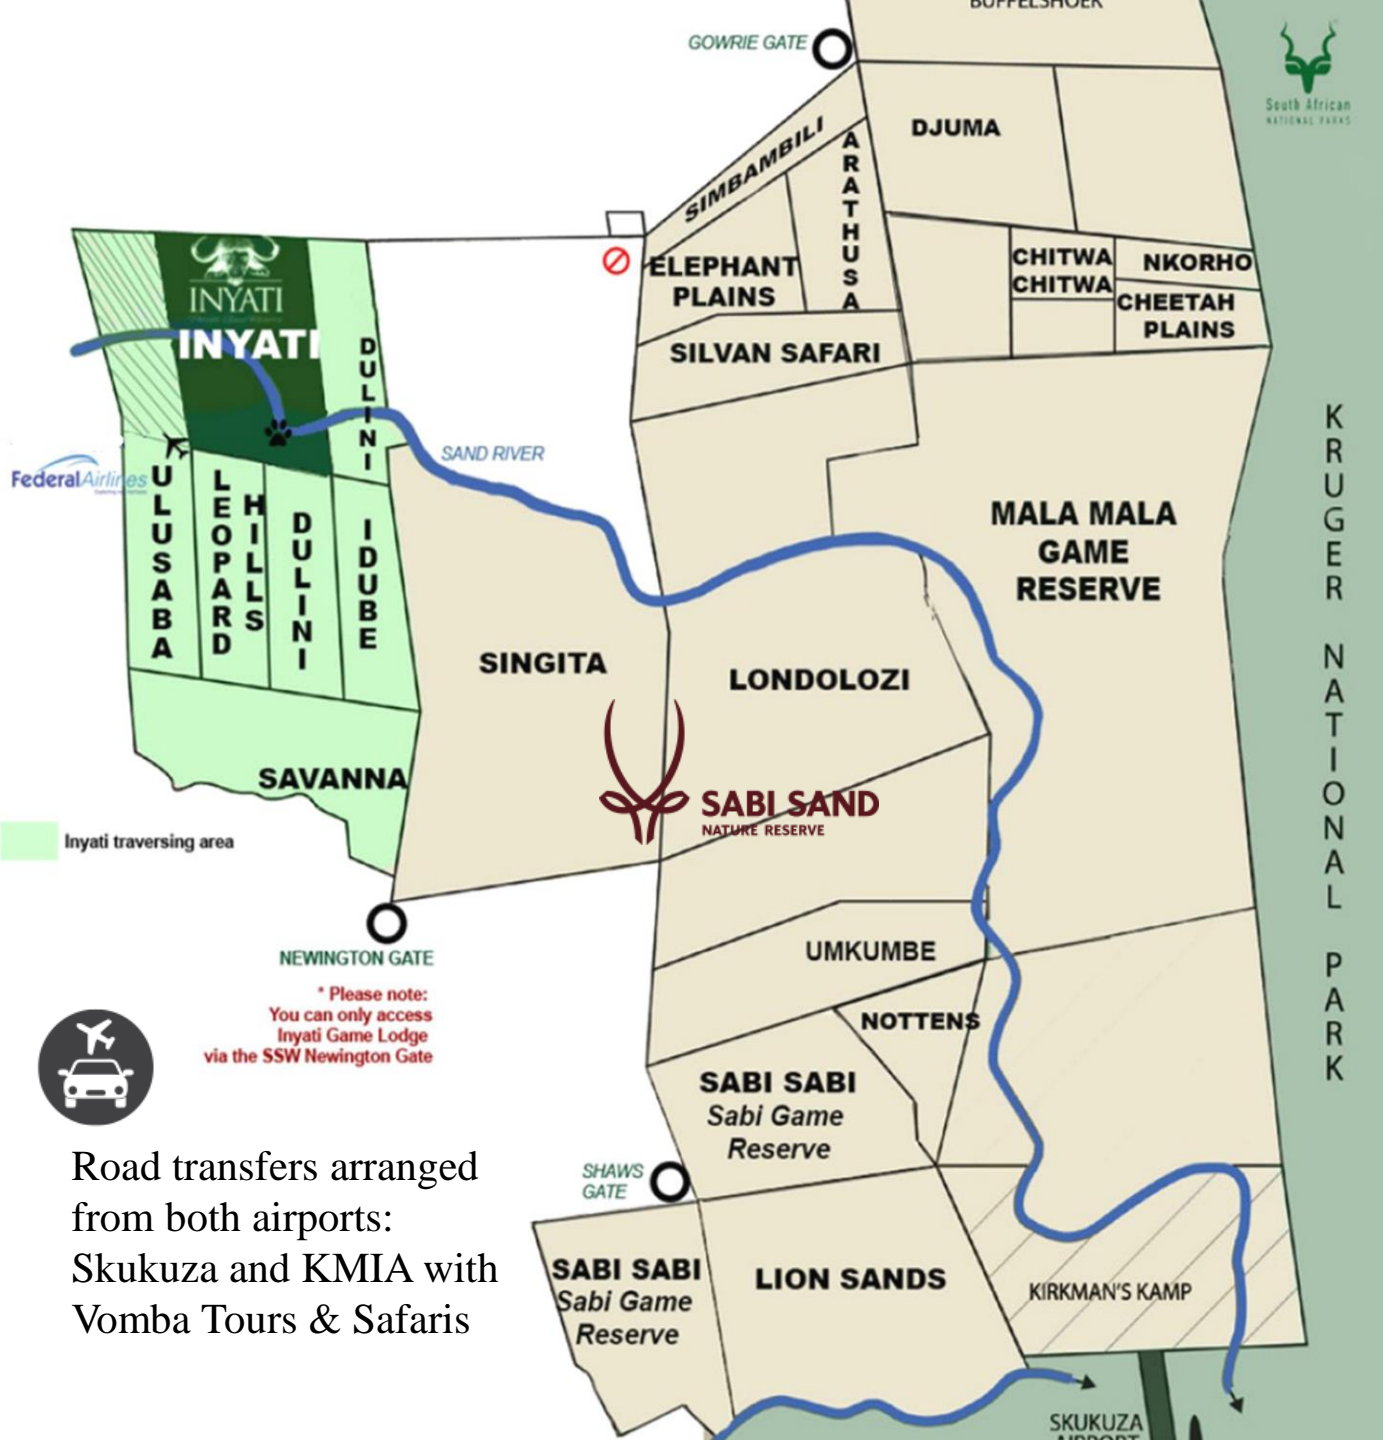 BUFFELSHOEK
GOWRIE GATE
South African
NATIONAL PARKS
DJUMA
SIMBAMBILI
ARATHUSA
ELEPHANT
PLAINS
CHITWA
CHITWA
NKORHO
CHEETAH
PLAINS
SILVAN SAFARI
INYATI
INYATI
DULINI
SAND RIVER
FederalAirlines
ULUSABA
LEOPARD
HILLS
DULINI
IDUBE
MALA MALA
GAME
RESERVE
KRUGER NATIONAL PARK
SINGITA
LONDOLOZI
SAVANNA
SABI SAND
NATURE RESERVE
Inyati traversing area
NEWINGTON GATE
* Please note:
You can only access
Inyati Game Lodge
via the SSW Newington Gate
UMKUMBE
NOTTENS
SABI SABI
Sabi Game
Reserve
Road transfers arranged
from both airports:
Skukuza and KMIA with
Vomba Tours & Safaris
SHAWS
GATE
SABI SABI
Sabi Game
Reserve
LION SANDS
KIRKMAN'S KAMP
SKUKUZA
AIRPORT